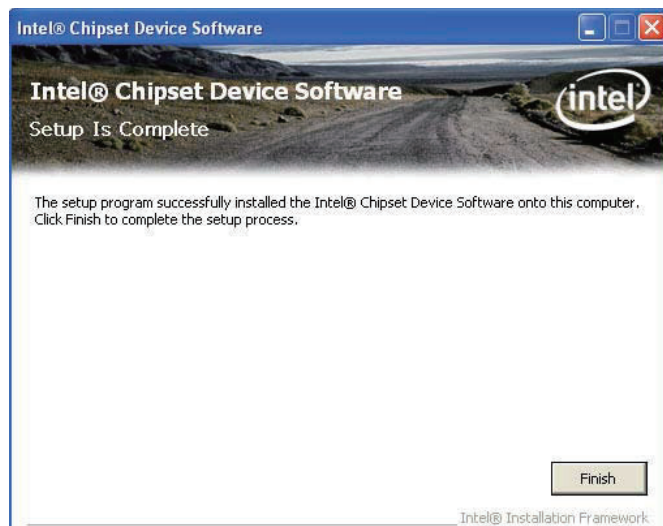 Intel® Chipset Device Software
Intel® Chipset Device Software
intel
Setup Is Complete
The setup program successfully installed the Intel® Chipset Device Software onto this computer.
Click Finish to complete the setup process.
Finish
Intel® Installation Framework